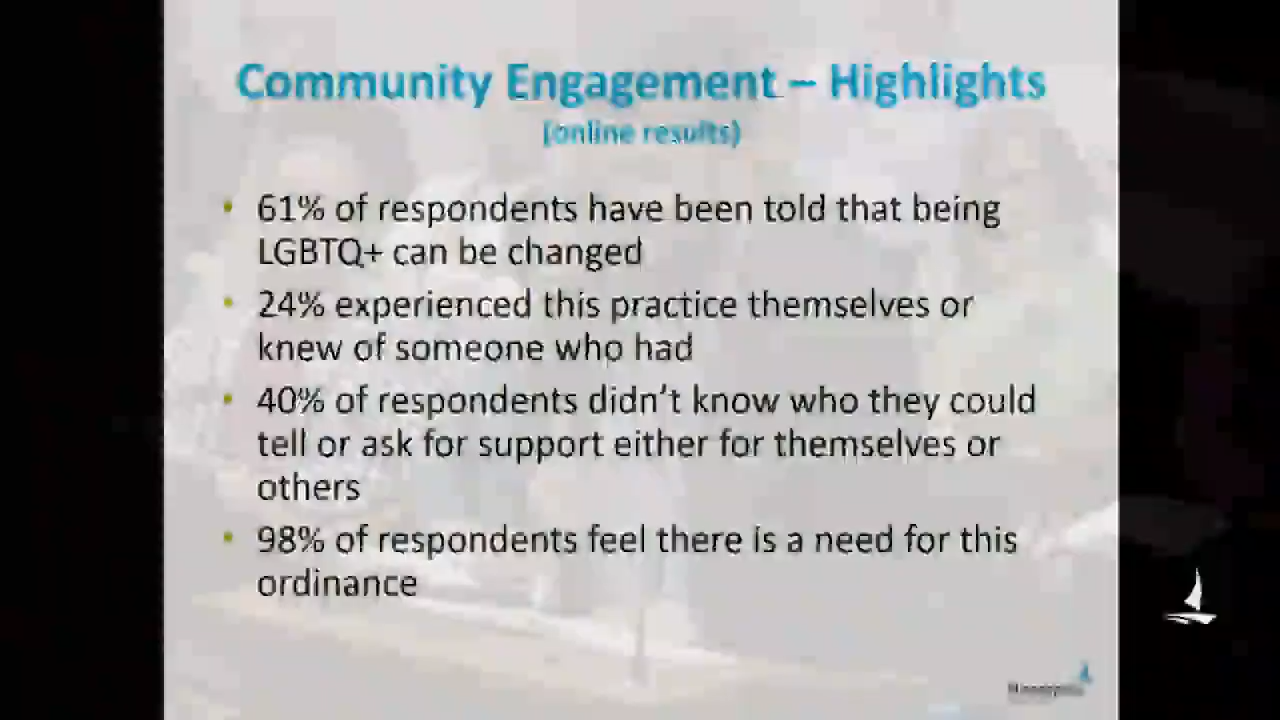 Community Engagement – Highlights
(online results)
• 61% of respondents have been told that being
LGBTQ+ can be changed
• 24% experienced this practice themselves or
knew of someone who had
• 40% of respondents didn't know who they could
tell or ask for support either for themselves or
others
• 98% of respondents feel there is a need for this
ordinance